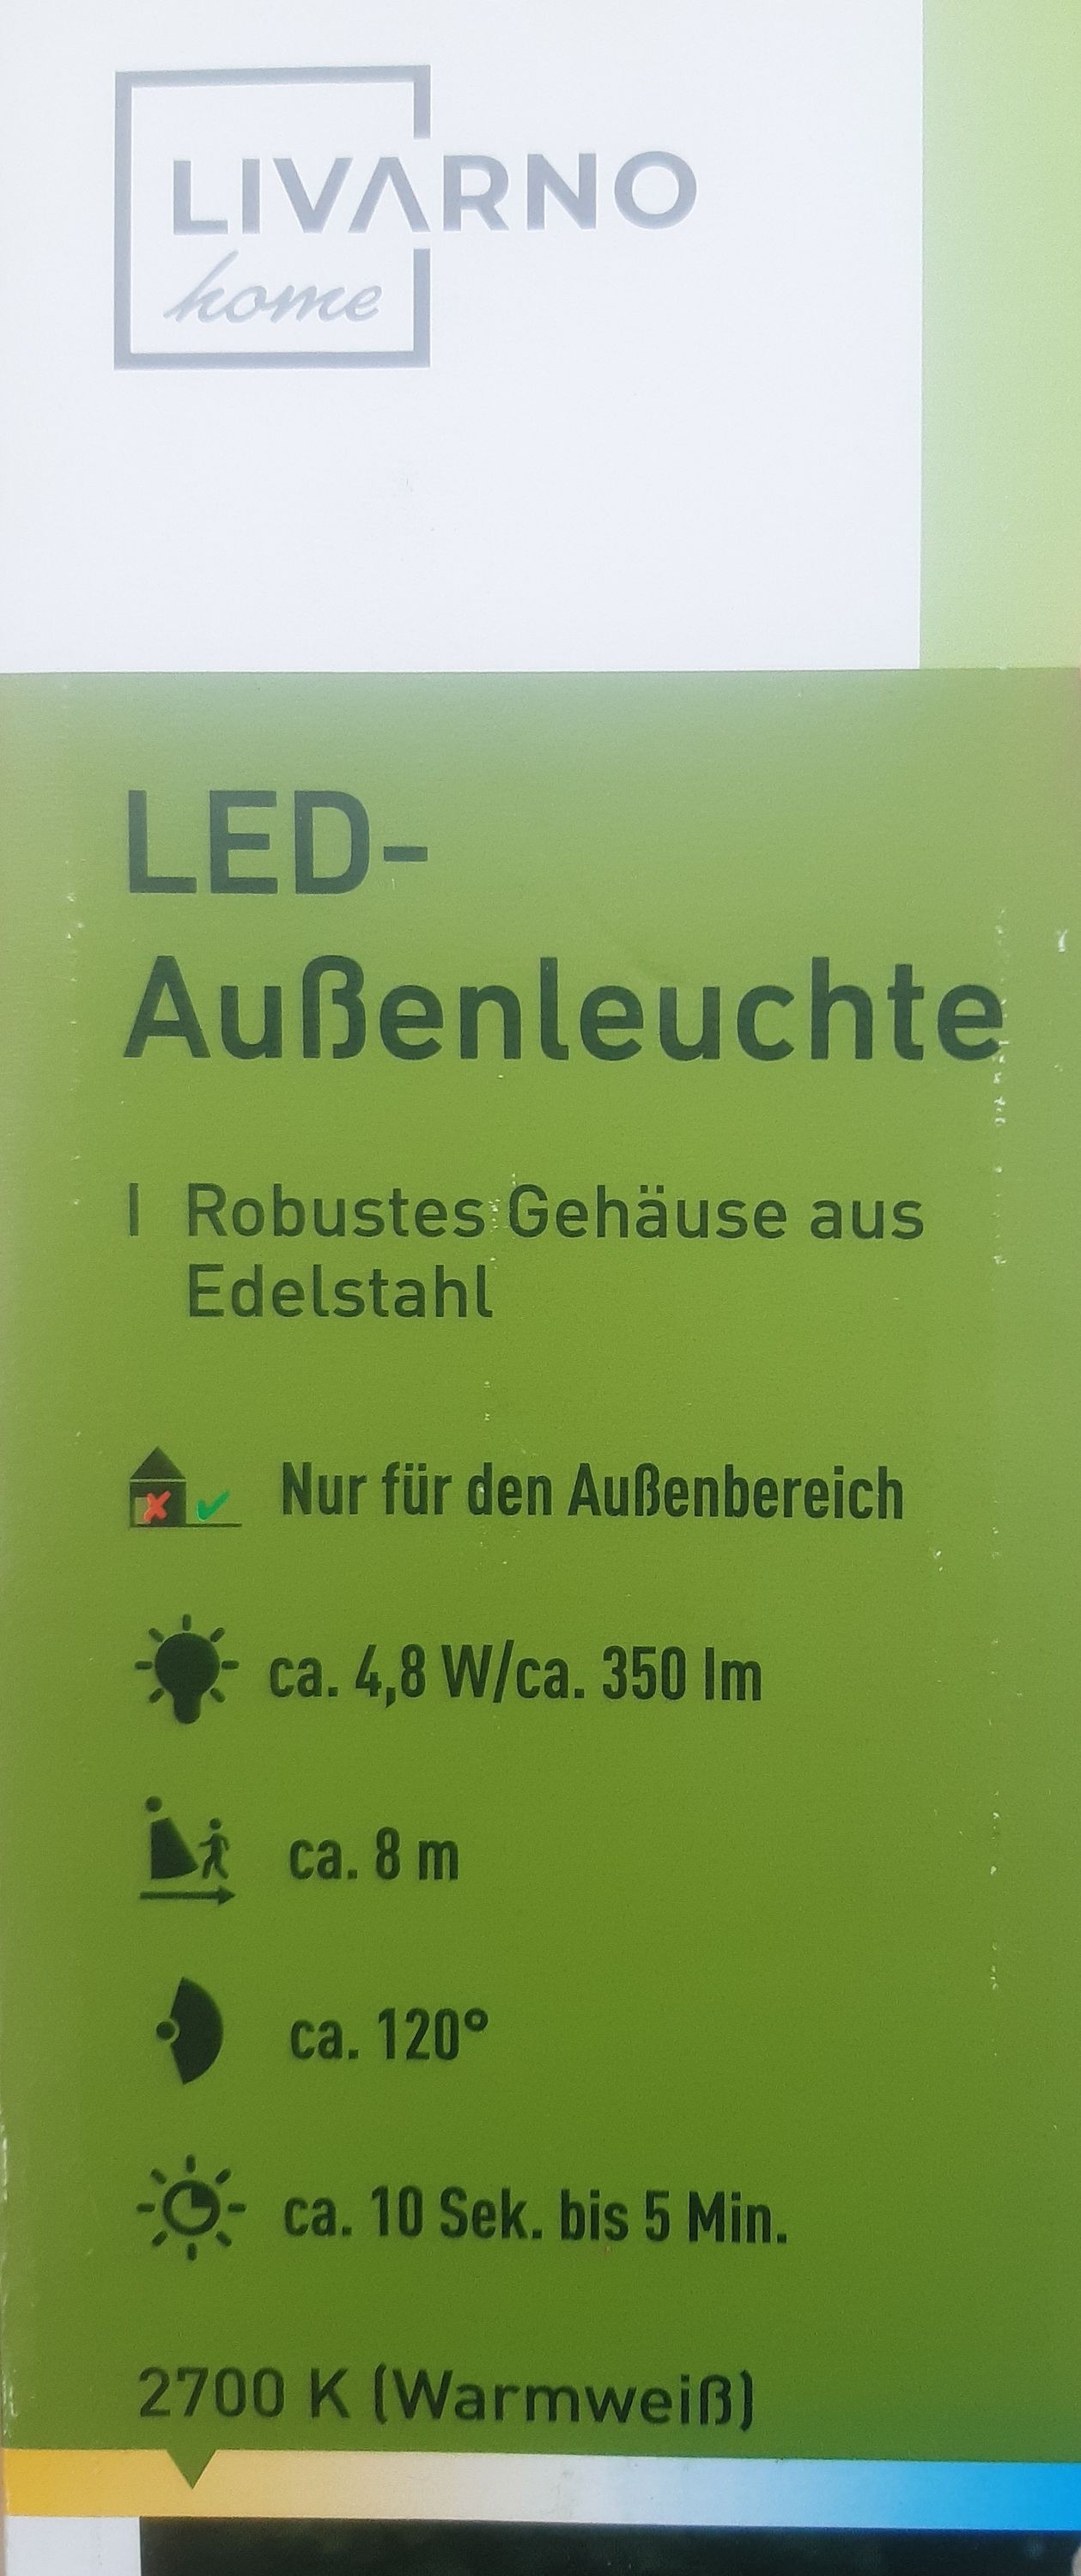 LIVARNO
home
LED-
Außenleuchte
I Robustes Gehäuse aus
Edelstahl
Nur für den Außenbereich
ca. 4,8 W/ca. 350 lm
ca. 8 m
ca. 120°
ca. 10 Sek. bis 5 Min.
2700 K (Warmweiß)